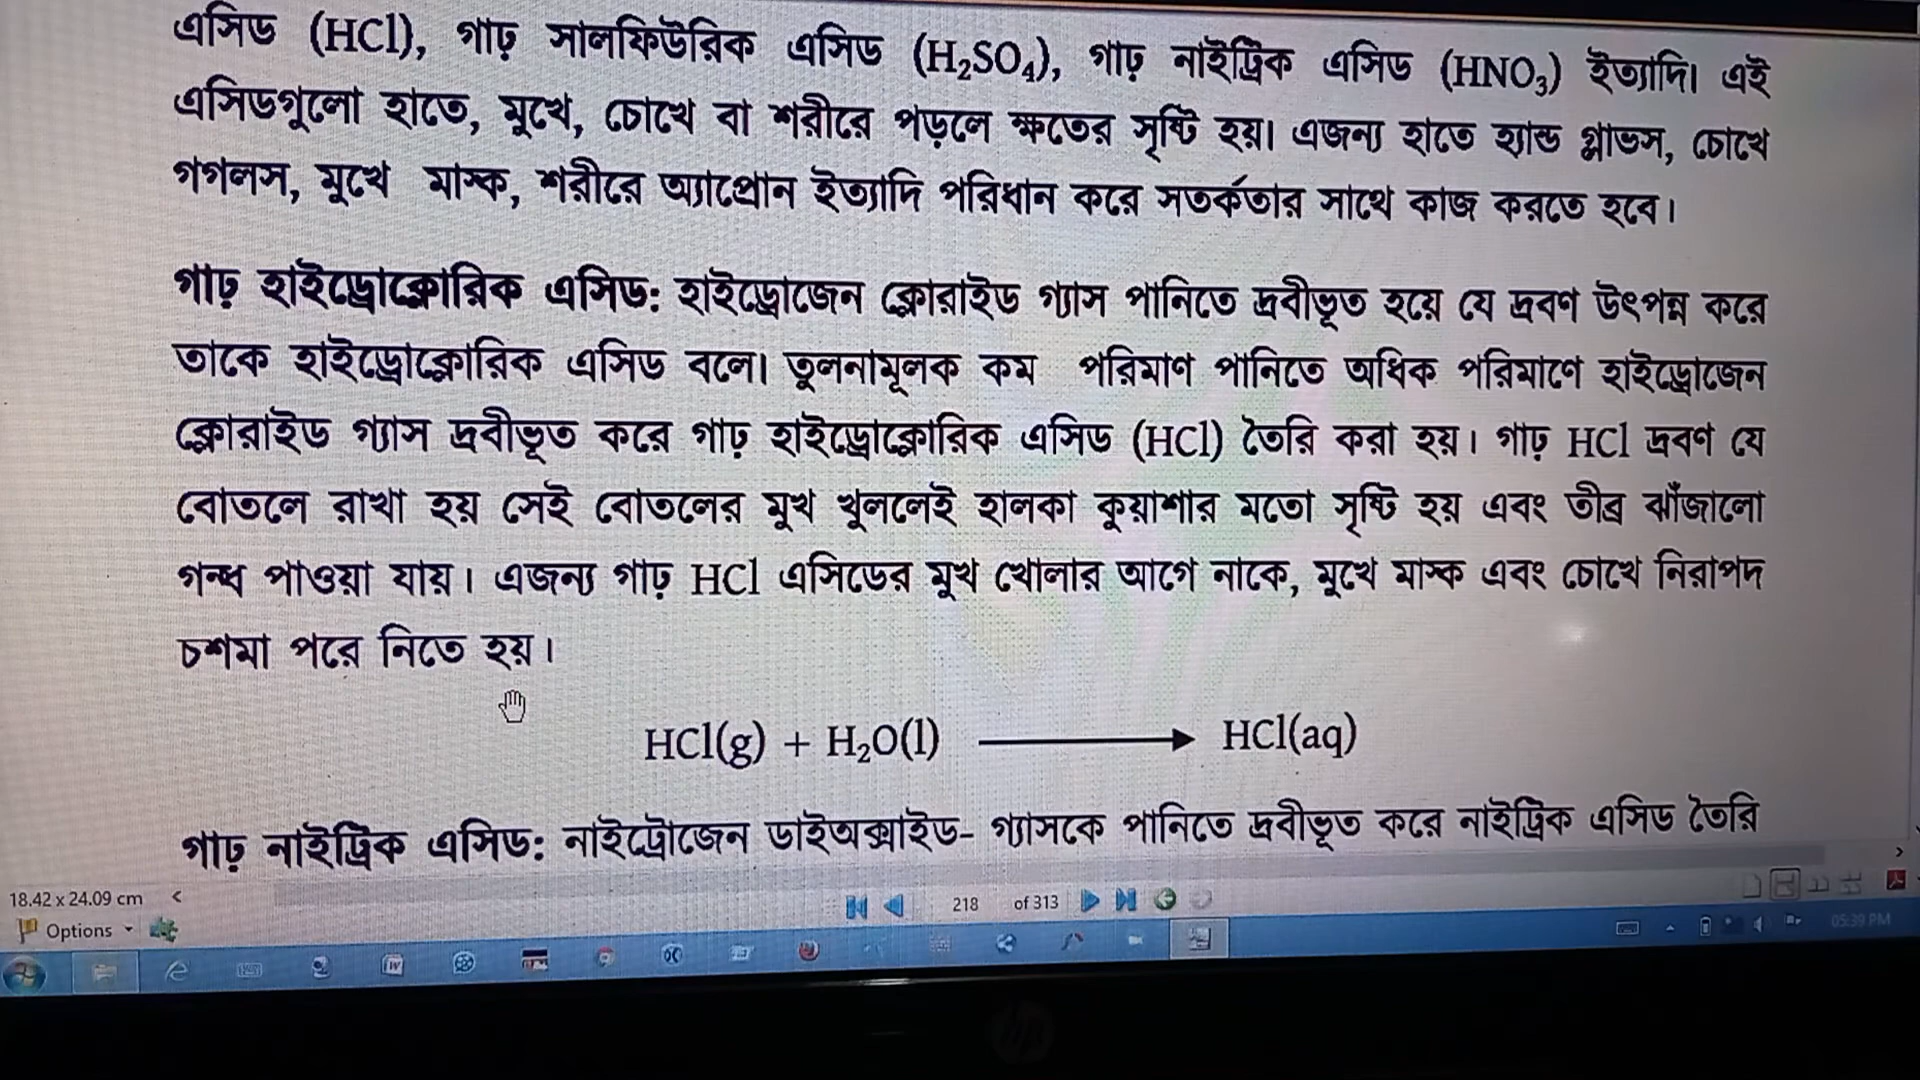 এসিড (HCl), গাঢ় সালফিউরিক এসিড (H₂SO₄), গাঢ় নাইট্রিক এসিড (HNO₃) ইত্যাদি। এই
এসিডগুলো হাতে, মুখে, চোখে বা শরীরে পড়লে ক্ষতের সৃষ্টি হয়। এজন্য হাতে হ্যান্ড গ্লাভস, চোখে
গগলস, মুখে মাস্ক, শরীরে অ্যাপ্রোন ইত্যাদি পরিধান করে সতর্কতার সাথে কাজ করতে হবে।
গাঢ় হাইড্রোক্লোরিক এসিড: হাইড্রোজেন ক্লোরাইড গ্যাস পানিতে দ্রবীভূত হয়ে যে দ্রবণ উৎপন্ন করে
তাকে হাইড্রোক্লোরিক এসিড বলে। তুলনামূলক কম পরিমাণ পানিতে অধিক পরিমাণে হাইড্রোজেন
ক্লোরাইড গ্যাস দ্রবীভূত করে গাঢ় হাইড্রোক্লোরিক এসিড (HCl) তৈরি করা হয়। গাঢ় HCl দ্রবণ যে
বোতলে রাখা হয় সেই বোতলের মুখ খুললেই হালকা কুয়াশার মতো সৃষ্টি হয় এবং তীব্র ঝাঁজালো
গন্ধ পাওয়া যায়। এজন্য গাঢ় HCl এসিডের মুখ খোলার আগে নাকে, মুখে মাস্ক এবং চোখে নিরাপদ
চশমা পরে নিতে হয়।
HCl(g) + H₂O(l) ⟶ HCl(aq)
গাঢ় নাইট্রিক এসিড: নাইট্রোজেন ডাইঅক্সাইড- গ্যাসকে পানিতে দ্রবীভূত করে নাইট্রিক এসিড তৈরি
18.42 x 24.09 cm
218 of 313
Options
05:39 PM